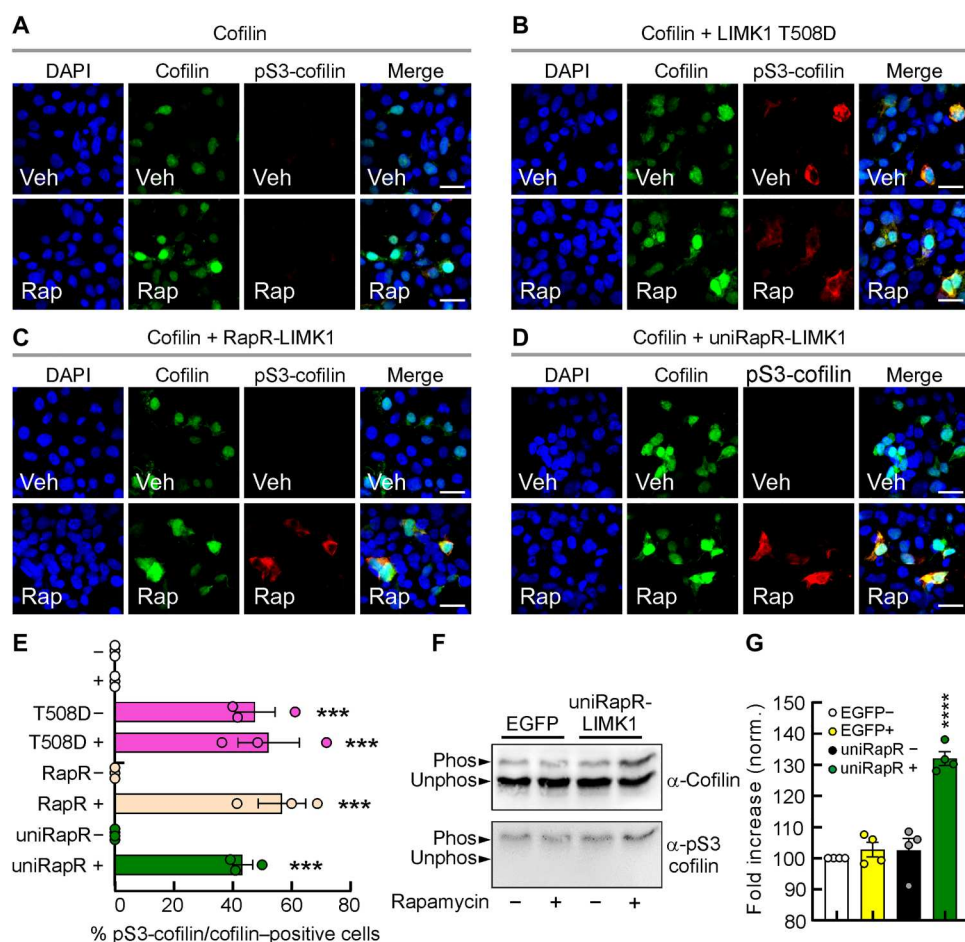 A
Cofilin
DAPI Cofilin pS3-cofilin Merge
Veh Veh Veh Veh
Rap Rap Rap Rap
B
Cofilin + LIMK1 T508D
DAPI Cofilin pS3-cofilin Merge
Veh Veh Veh Veh
Rap Rap Rap Rap
C
Cofilin + RapR-LIMK1
DAPI Cofilin pS3-cofilin Merge
Veh Veh Veh Veh
Rap Rap Rap Rap
D
Cofilin + uniRapR-LIMK1
DAPI Cofilin pS3-cofilin Merge
Veh Veh Veh Veh
Rap Rap Rap Rap
E
−
+
T508D− ***
T508D + ***
RapR−
RapR + ***
uniRapR−
uniRapR + ***
0 20 40 60 80
% pS3-cofilin/cofilin–positive cells
F
uniRapR-
EGFP LIMK1
Phos
Unphos
α-Cofilin
Phos
Unphos
α-pS3
cofilin
Rapamycin − + − +
G
Fold increase (norm.)
150
140
130
120
110
100
90
80
EGFP−
EGFP+
uniRapR −
uniRapR +
****